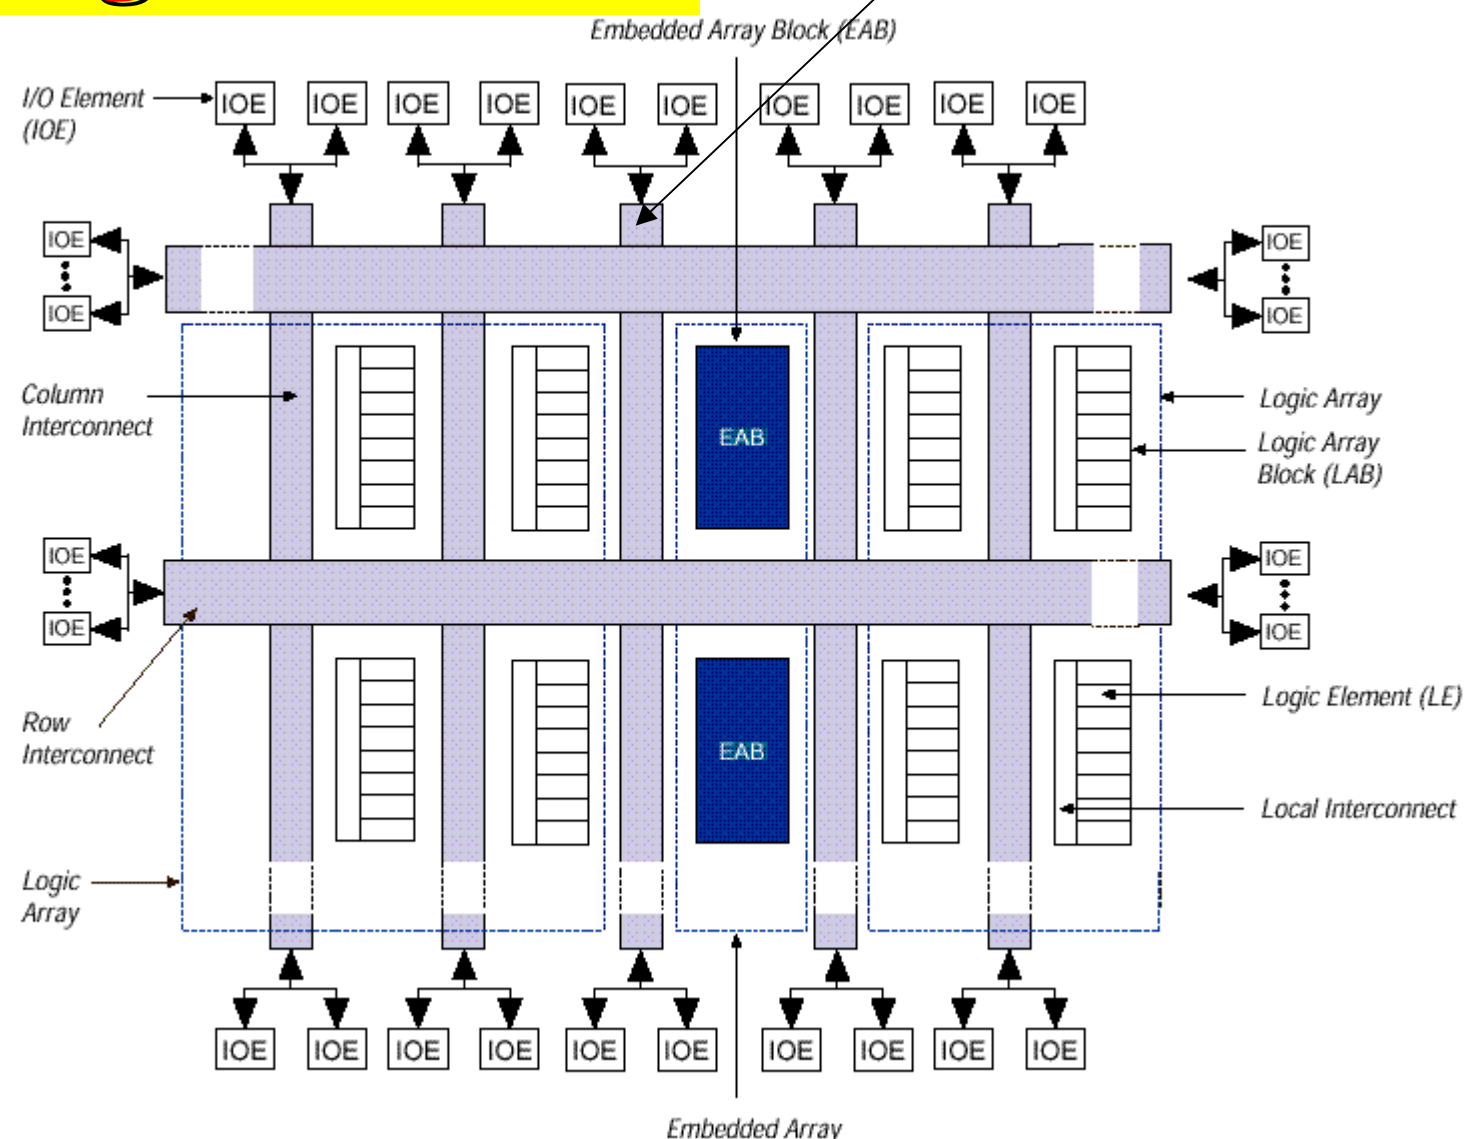 Embedded Array Block (EAB)
I/O Element
(IOE)
IOE IOE IOE IOE IOE IOE IOE IOE IOE IOE
IOE
IOE
IOE
IOE
Column
Interconnect
EAB
Logic Array
Logic Array
Block (LAB)
IOE
IOE
IOE
IOE
Row
Interconnect
EAB
Logic Element (LE)
Local Interconnect
Logic
Array
IOE IOE IOE IOE IOE IOE IOE IOE IOE IOE
Embedded Array